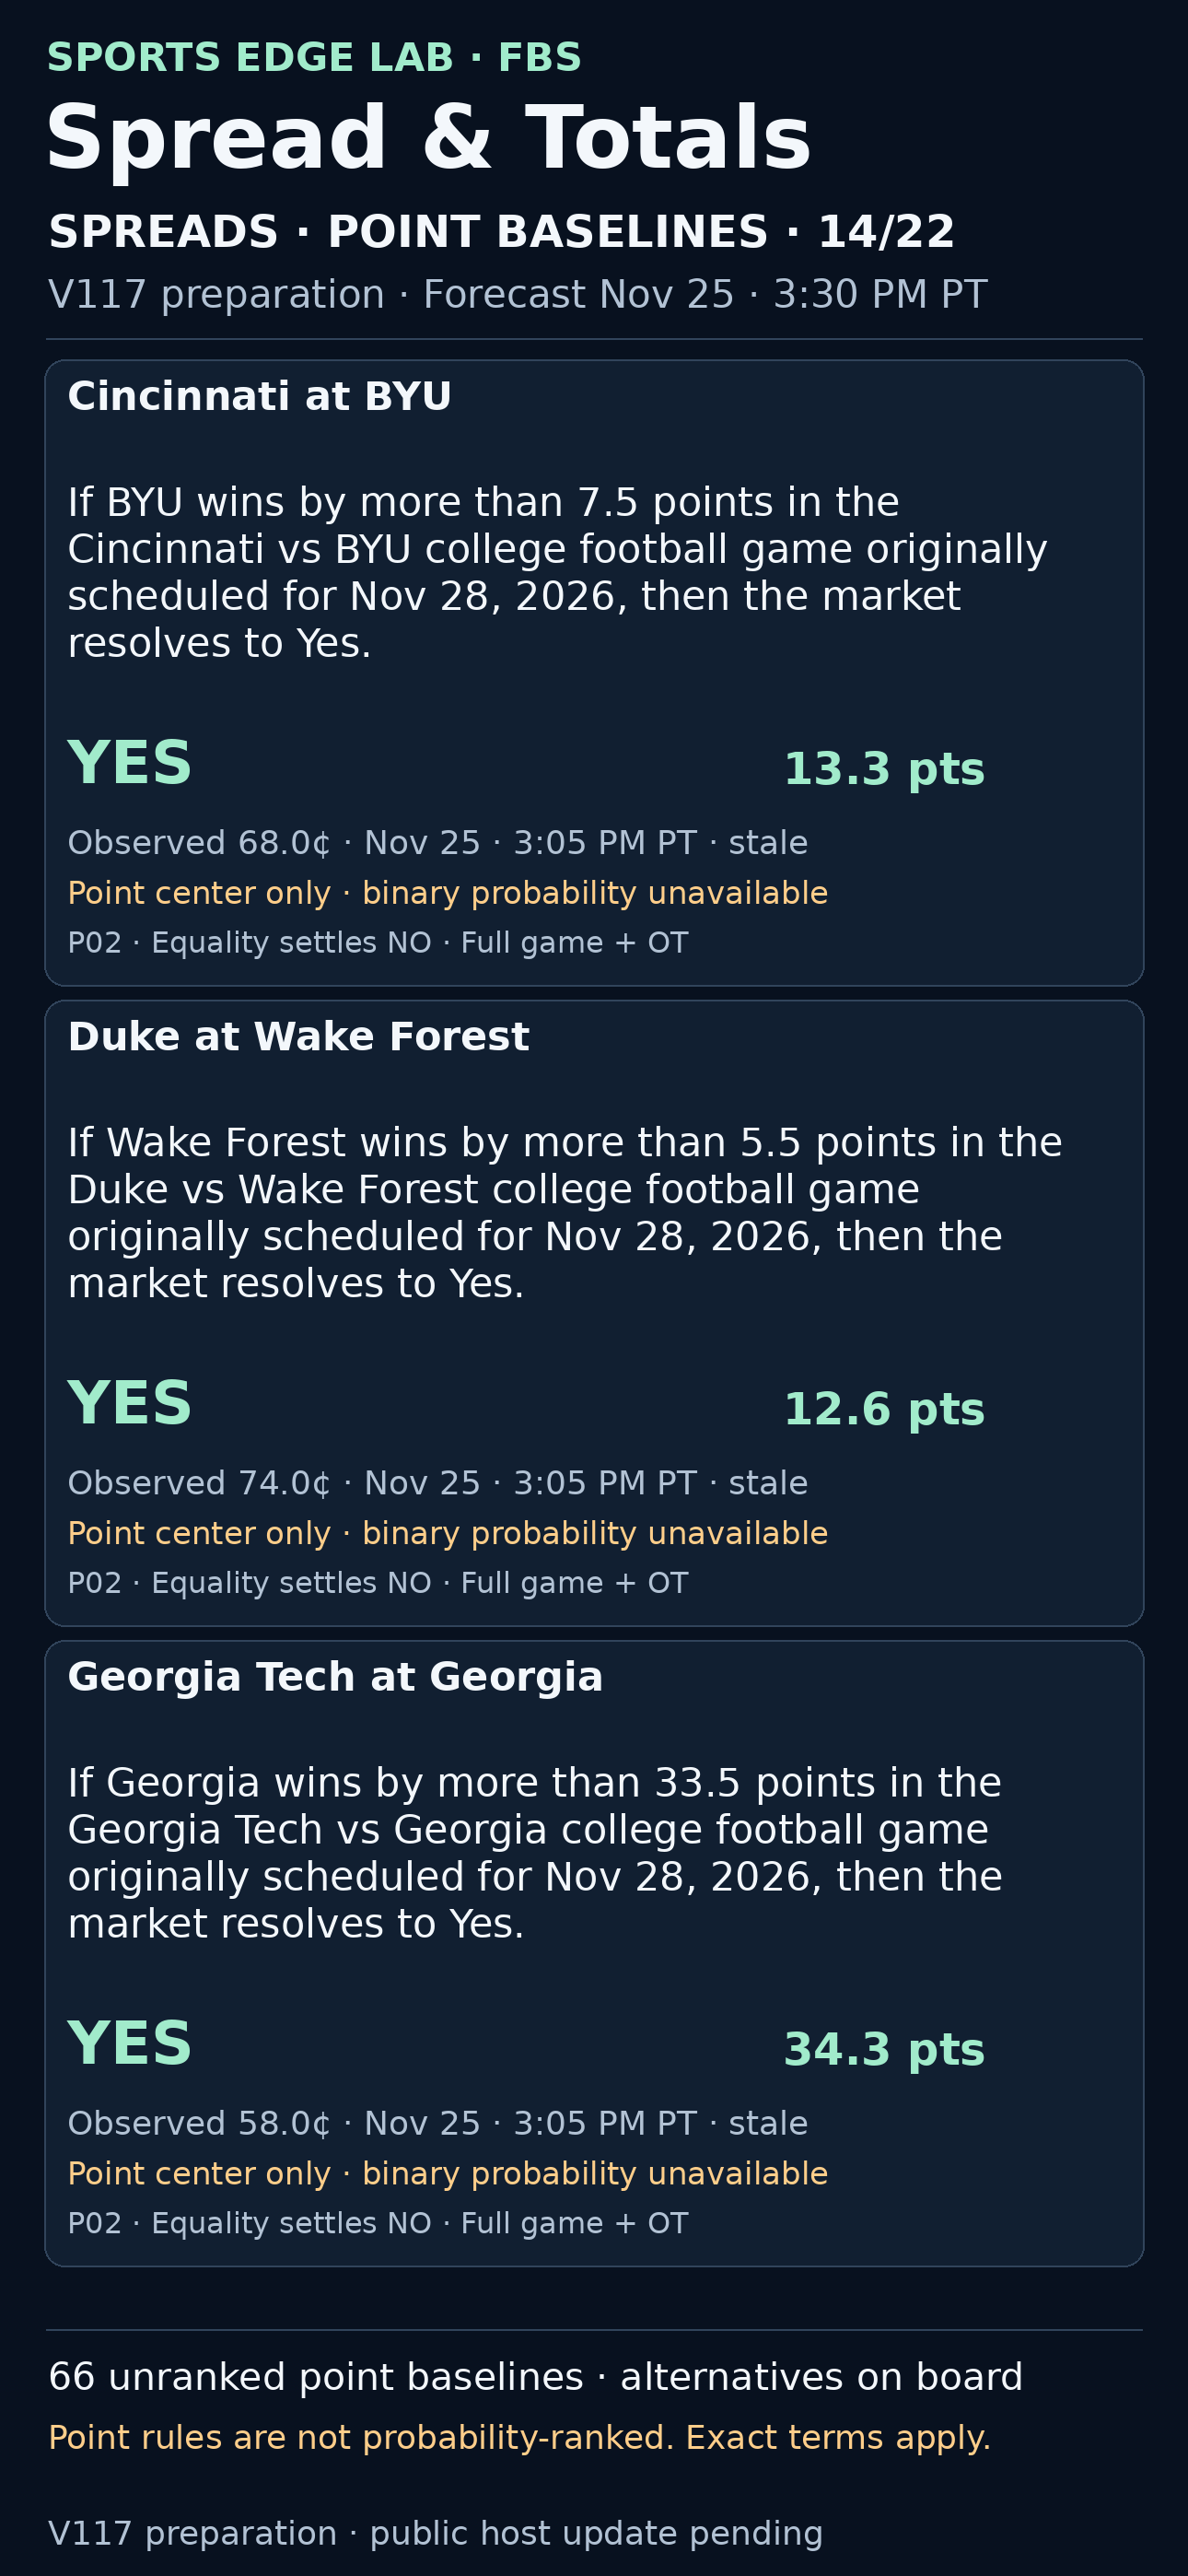 SPORTS EDGE LAB · FBS
Spread & Totals
SPREADS · POINT BASELINES · 14/22
V117 preparation · Forecast Nov 25 · 3:30 PM PT
Cincinnati at BYU
If BYU wins by more than 7.5 points in the
Cincinnati vs BYU college football game originally
scheduled for Nov 28, 2026, then the market
resolves to Yes.
YES 13.3 pts
Observed 68.0¢ · Nov 25 · 3:05 PM PT · stale
Point center only · binary probability unavailable
P02 · Equality settles NO · Full game + OT
Duke at Wake Forest
If Wake Forest wins by more than 5.5 points in the
Duke vs Wake Forest college football game
originally scheduled for Nov 28, 2026, then the
market resolves to Yes.
YES 12.6 pts
Observed 74.0¢ · Nov 25 · 3:05 PM PT · stale
Point center only · binary probability unavailable
P02 · Equality settles NO · Full game + OT
Georgia Tech at Georgia
If Georgia wins by more than 33.5 points in the
Georgia Tech vs Georgia college football game
originally scheduled for Nov 28, 2026, then the
market resolves to Yes.
YES 34.3 pts
Observed 58.0¢ · Nov 25 · 3:05 PM PT · stale
Point center only · binary probability unavailable
P02 · Equality settles NO · Full game + OT
66 unranked point baselines · alternatives on board
Point rules are not probability-ranked. Exact terms apply.
V117 preparation · public host update pending